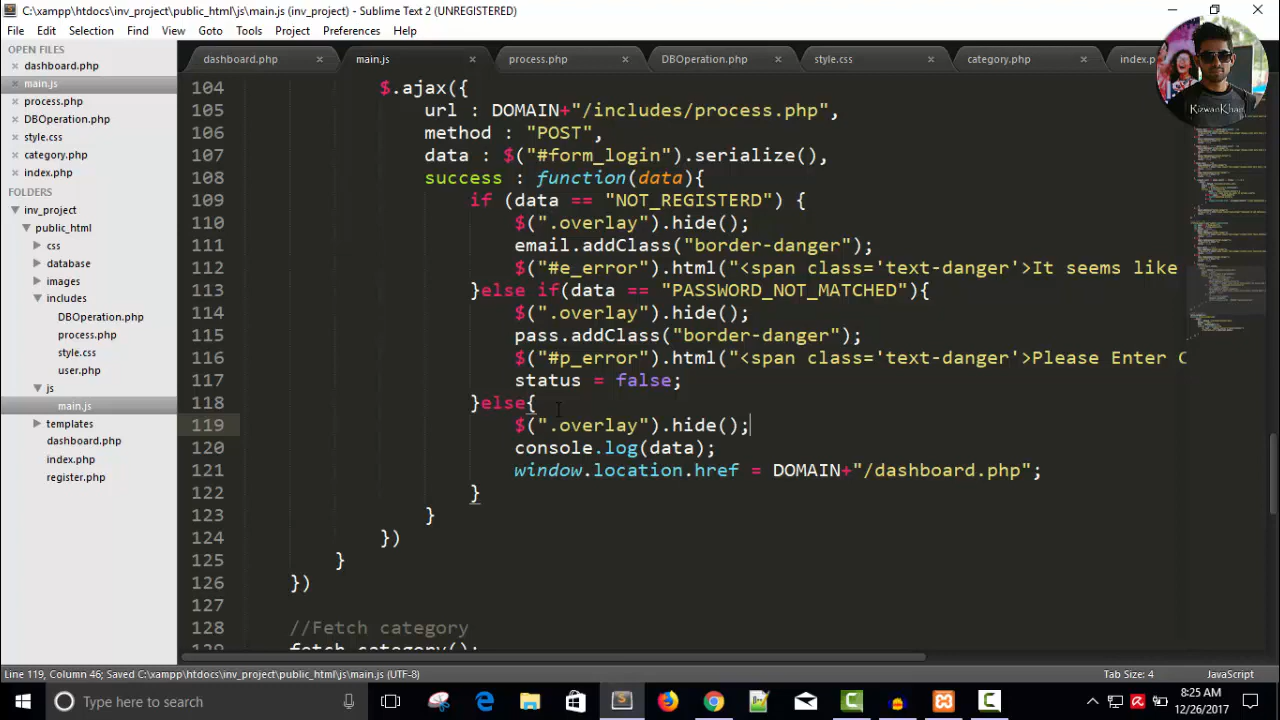 C:\xampp\htdocs\inv_project\public_html\js\main.js (inv_project) - Sublime Text 2 (UNREGISTERED)
File Edit Selection Find View Goto Tools Project Preferences Help
OPEN FILES
dashboard.php
main.js
process.php
DBOperation.php
style.css
category.php
index.php
FOLDERS
inv_project
public_html
css
database
images
includes
DBOperation.php
process.php
style.css
user.php
js
main.js
templates
dashboard.php
index.php
register.php
dashboard.php main.js process.php DBOperation.php style.css category.php index.p
RizwanKhan
104 $.ajax({
105 url : DOMAIN+"/includes/process.php",
106 method : "POST",
107 data : $("#form_login").serialize(),
108 success : function(data){
109 if (data == "NOT_REGISTERD") {
110 $(".overlay").hide();
111 email.addClass("border-danger");
112 $("#e_error").html("<span class='text-danger'>It seems like
113 }else if(data == "PASSWORD_NOT_MATCHED"){
114 $(".overlay").hide();
115 pass.addClass("border-danger");
116 $("#p_error").html("<span class='text-danger'>Please Enter C
117 status = false;
118 }else{
119 $(".overlay").hide();
120 console.log(data);
121 window.location.href = DOMAIN+"/dashboard.php";
122 }
123 }
124 })
125 }
126 })
127
128 //Fetch category
129 fetch_category();
Line 119, Column 46; Saved C:\xampp\htdocs\inv_project\public_html\js\main.js (UTF-8)
Tab Size: 4 JavaScript
Type here to search
8:25 AM
12/26/2017